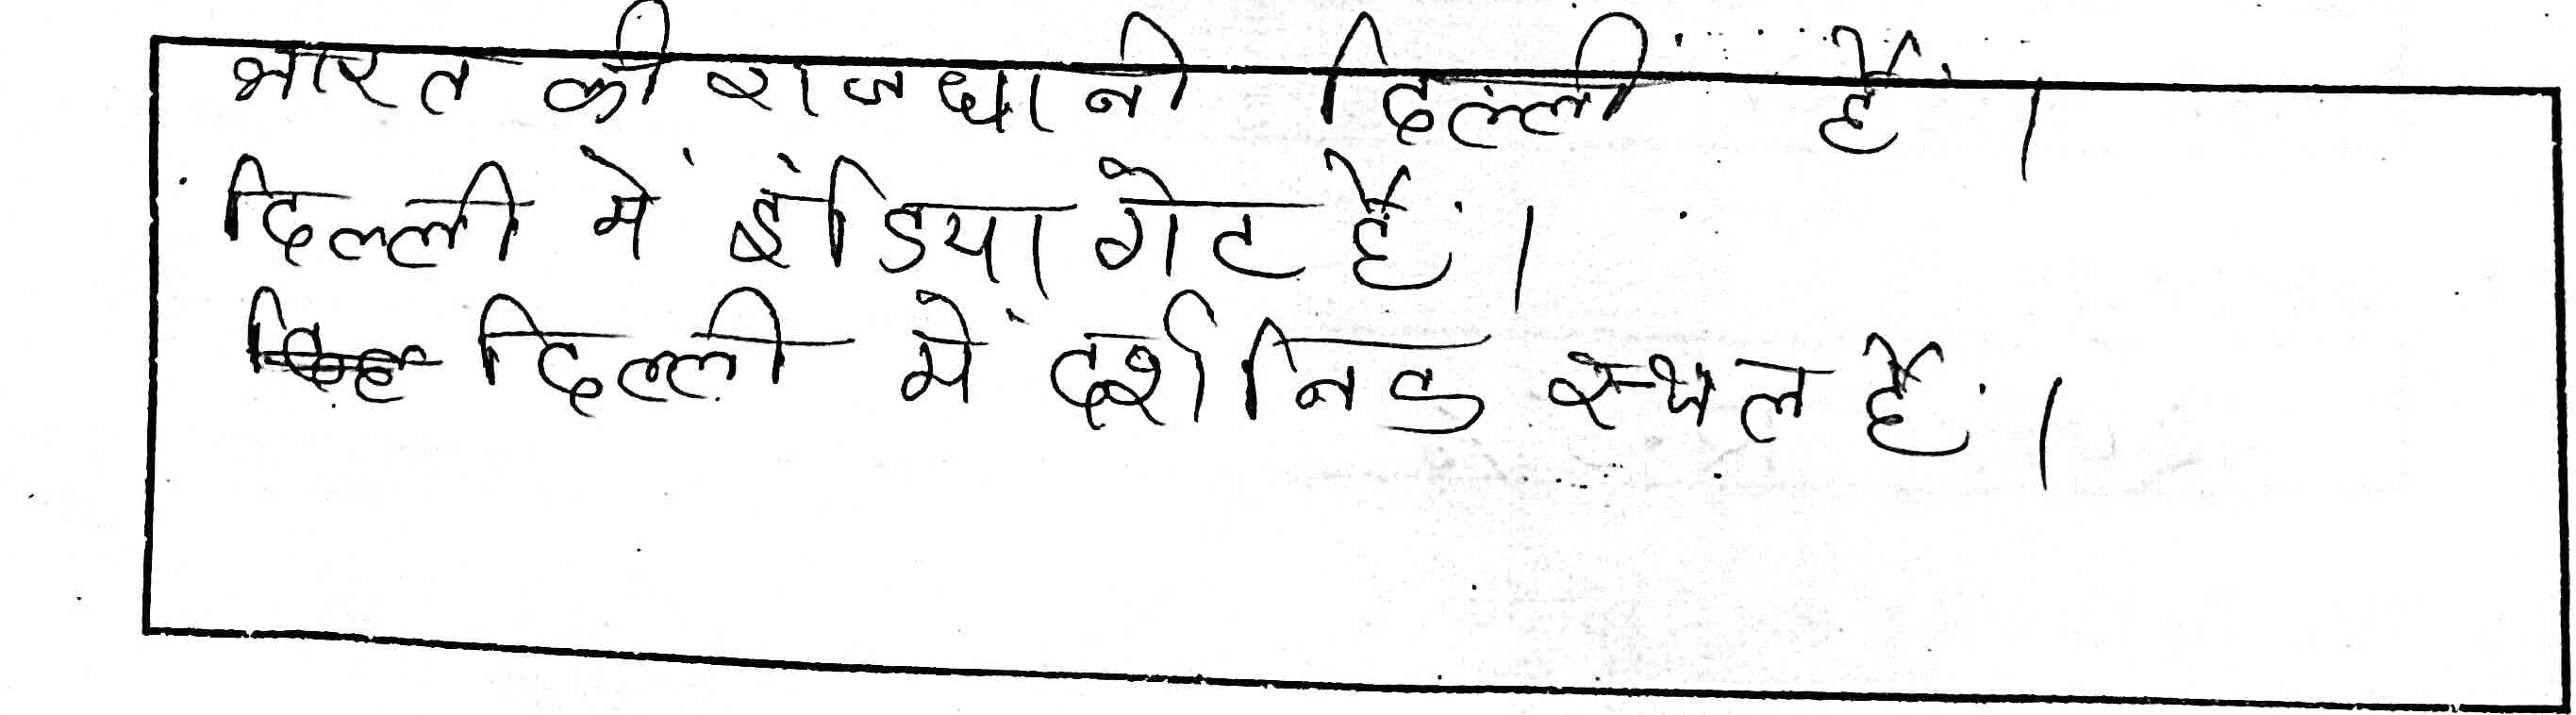 भारत की राजधानी दिल्ली हैं।
दिल्ली में इंडिया गेट हैं।
दिल्ली में दर्शनिड स्थल हैं।